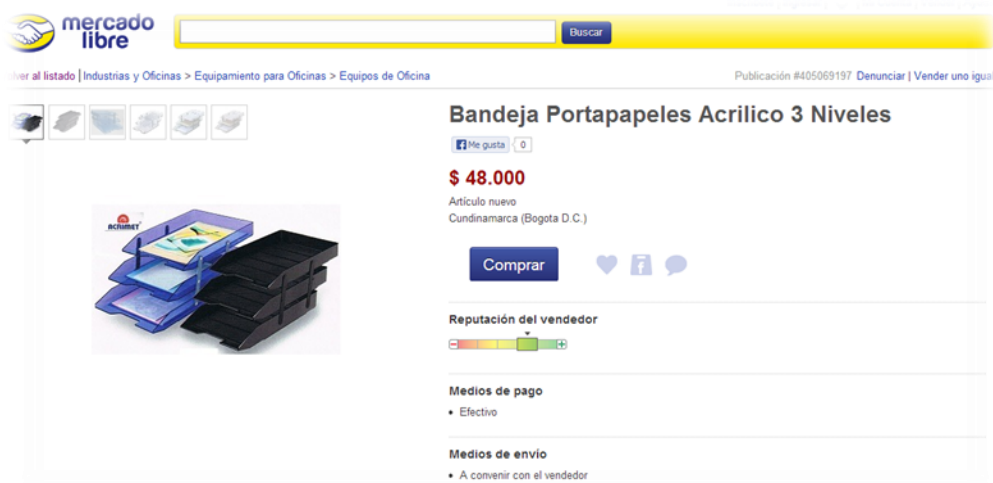 mercado
libre
Buscar
ver al listado | Industrias y Oficinas > Equipamiento para Oficinas > Equipos de Oficina
Publicación #405069197 Denunciar | Vender uno igual
Bandeja Portapapeles Acrilico 3 Niveles
Me gusta 0
$ 48.000
Artículo nuevo
Cundinamarca (Bogota D.C.)
ACRIMET
Comprar
Reputación del vendedor
Medios de pago
• Efectivo
Medios de envío
• A convenir con el vendedor